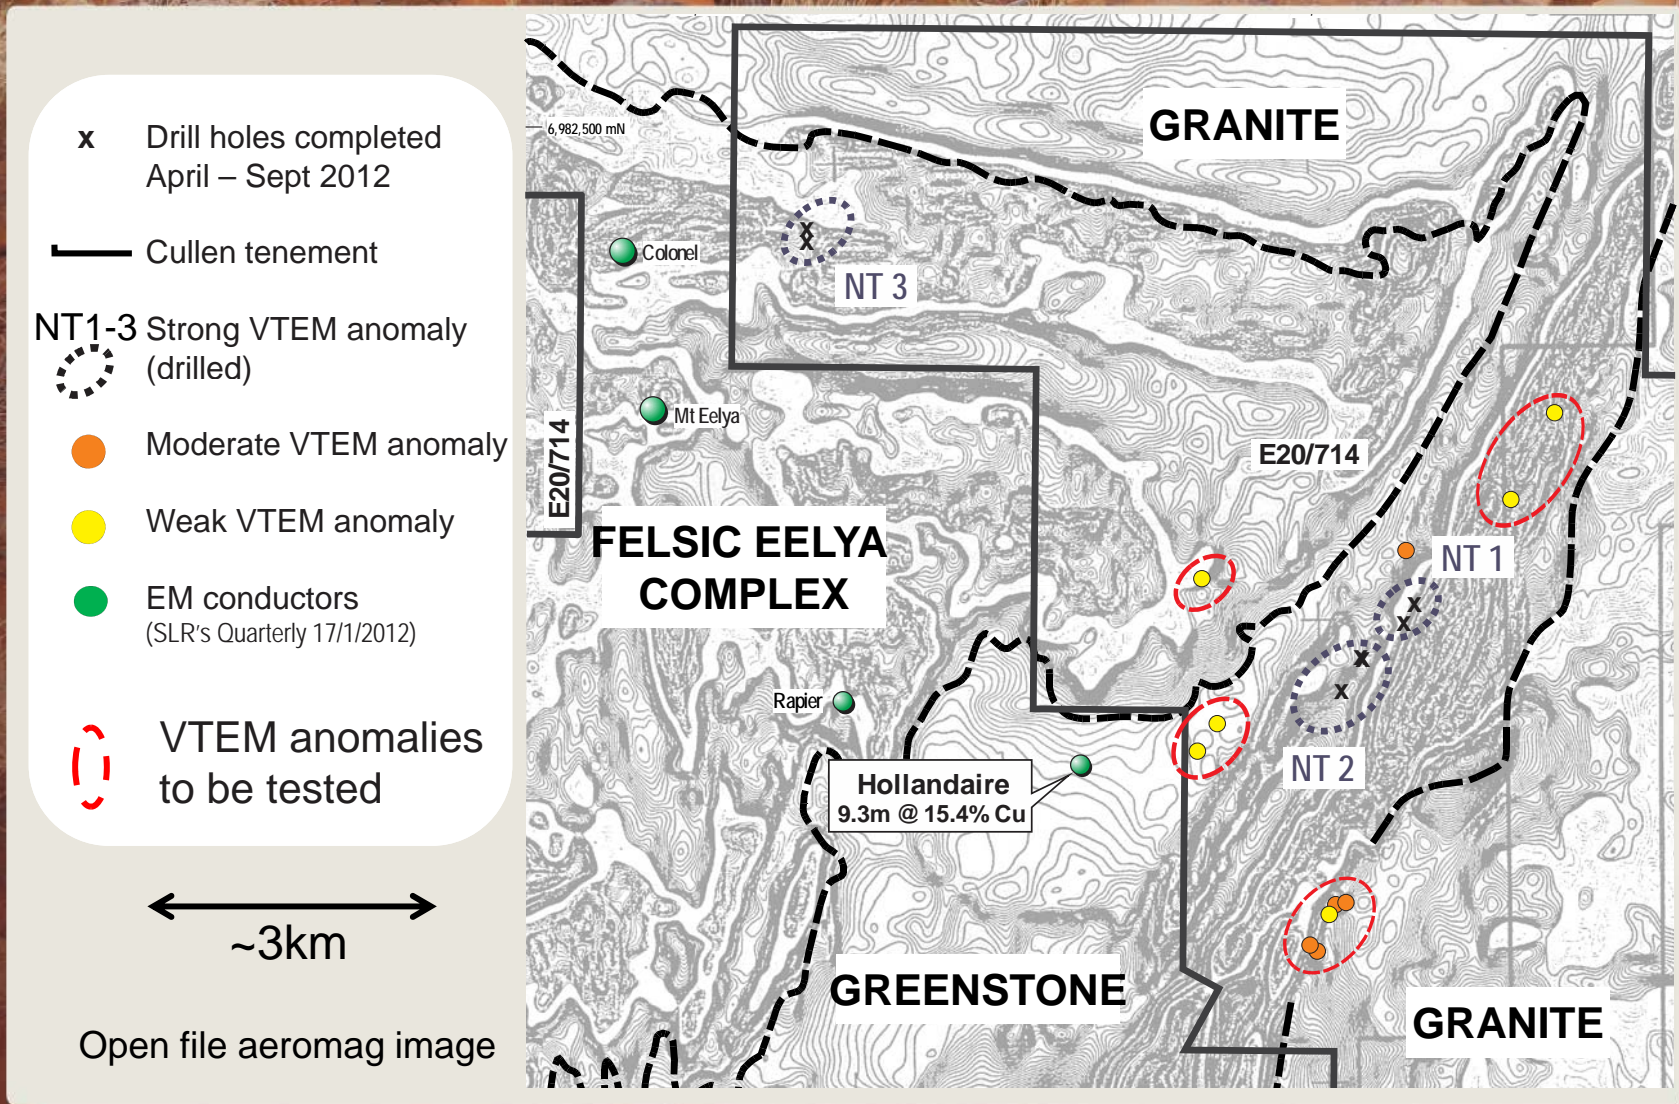 x Drill holes completed
April – Sept 2012
Cullen tenement
NT1-3 Strong VTEM anomaly
(drilled)
Moderate VTEM anomaly
Weak VTEM anomaly
EM conductors
(SLR's Quarterly 17/1/2012)
VTEM anomalies
to be tested
~3km
Open file aeromag image
GRANITE
6,982,500 mN
x
x
Colonel
NT 3
Mt Eelya
E20/714
E20/714
FELSIC EELYA
COMPLEX
NT 1
x
x
x
x
Rapier
NT 2
Hollandaire
9.3m @ 15.4% Cu
GREENSTONE
GRANITE